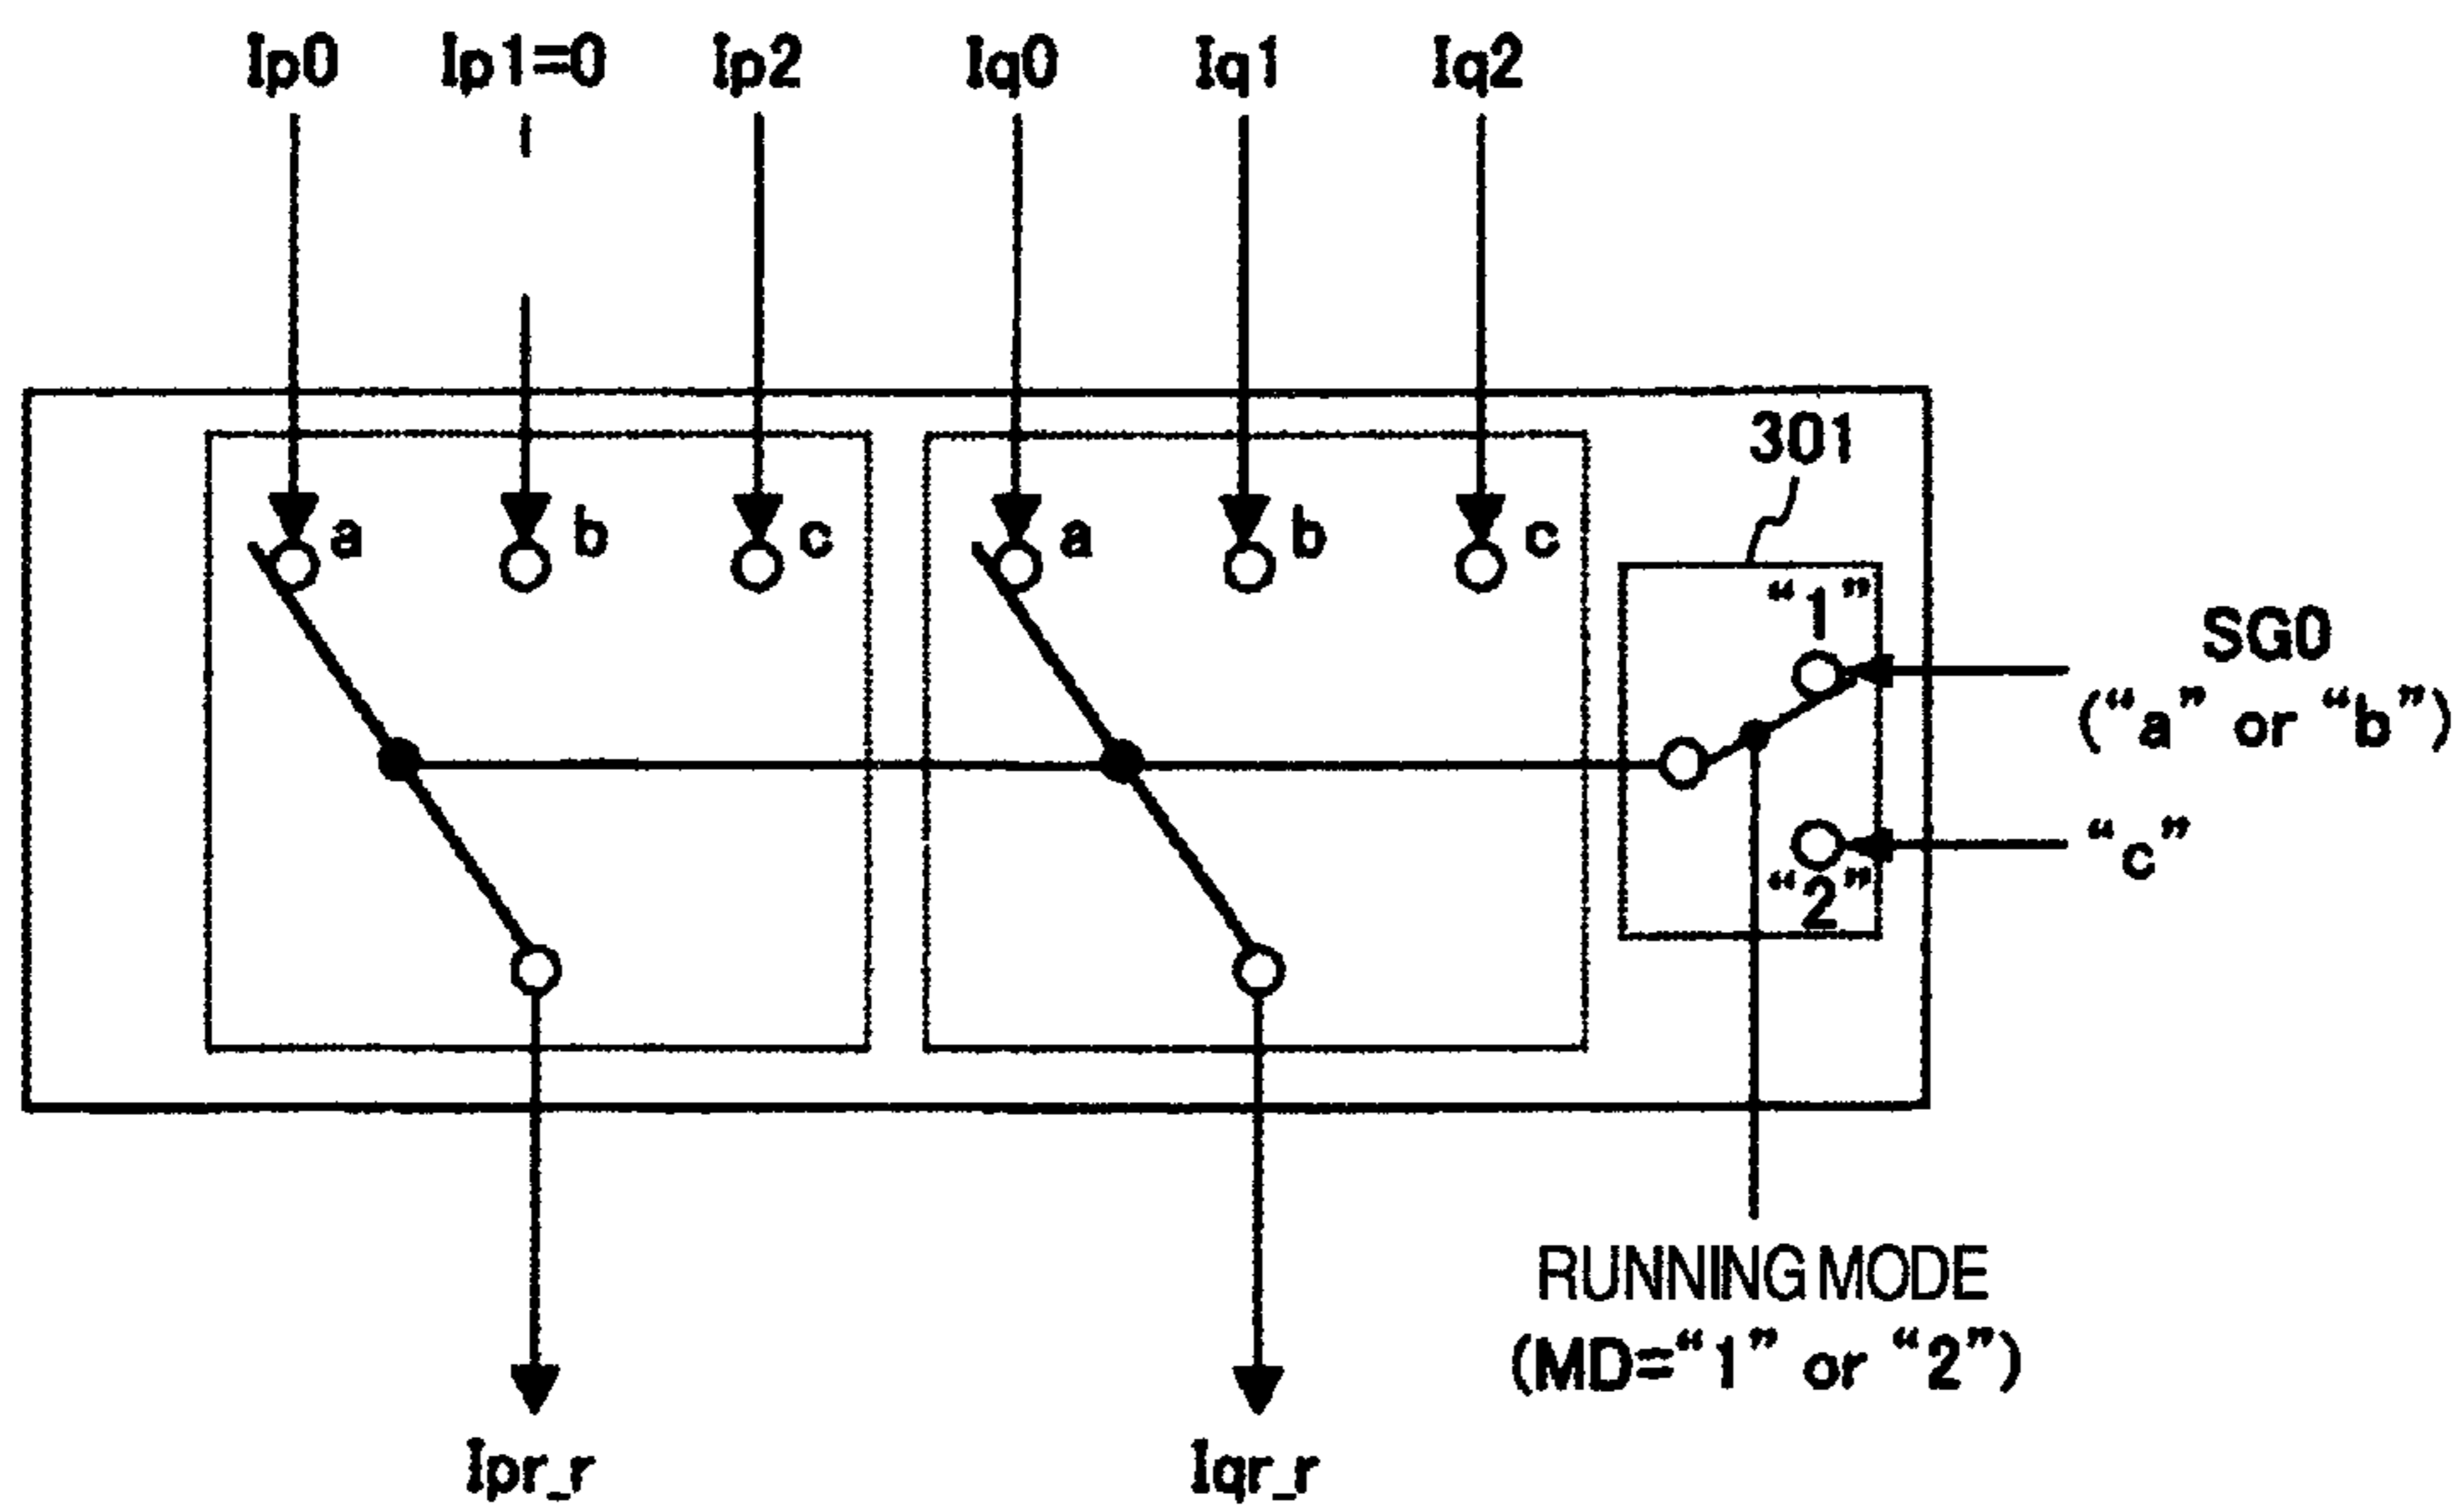 Ip0 Ip1=0 Ip2 Iq0 Iq1 Iq2
301
a b c a b c
“1”
SG0
(“a” or “b”)
“c”
“2”
RUNNING MODE
(MD=“1” or “2”)
Ipr_r Iqr_r